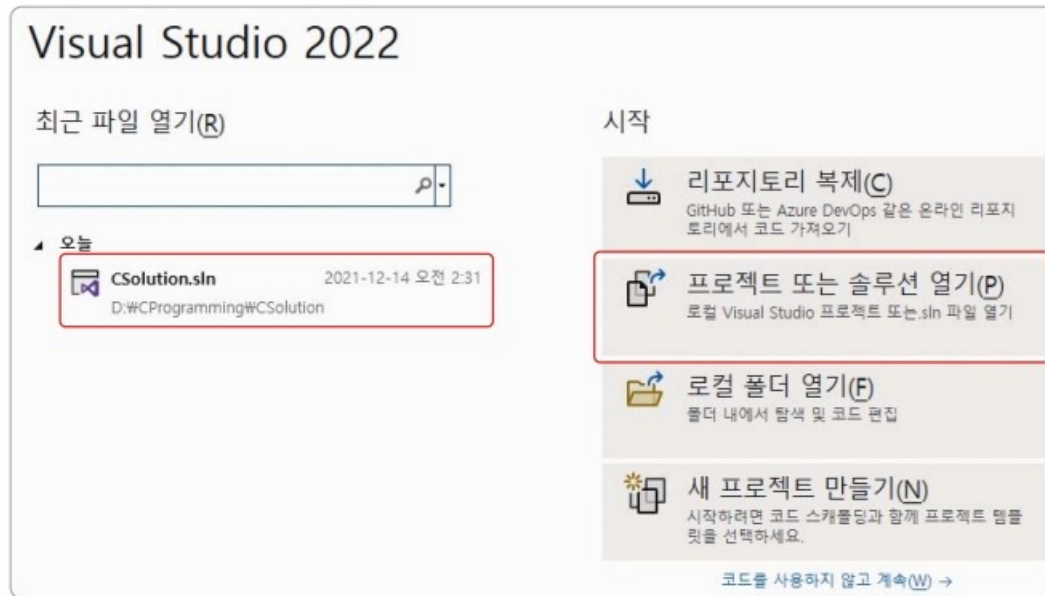 Visual Studio 2022
최근 파일 열기(R)
오늘
CSolution.sln 2021-12-14 오전 2:31
D:₩CProgramming₩CSolution
시작
리포지토리 복제(C)
GitHub 또는 Azure DevOps 같은 온라인 리포지
토리에서 코드 가져오기
프로젝트 또는 솔루션 열기(P)
로컬 Visual Studio 프로젝트 또는.sln 파일 열기
로컬 폴더 열기(F)
폴더 내에서 탐색 및 코드 편집
새 프로젝트 만들기(N)
시작하려면 코드 스캐폴딩과 함께 프로젝트 템플
릿을 선택하세요.
코드를 사용하지 않고 계속(W) →